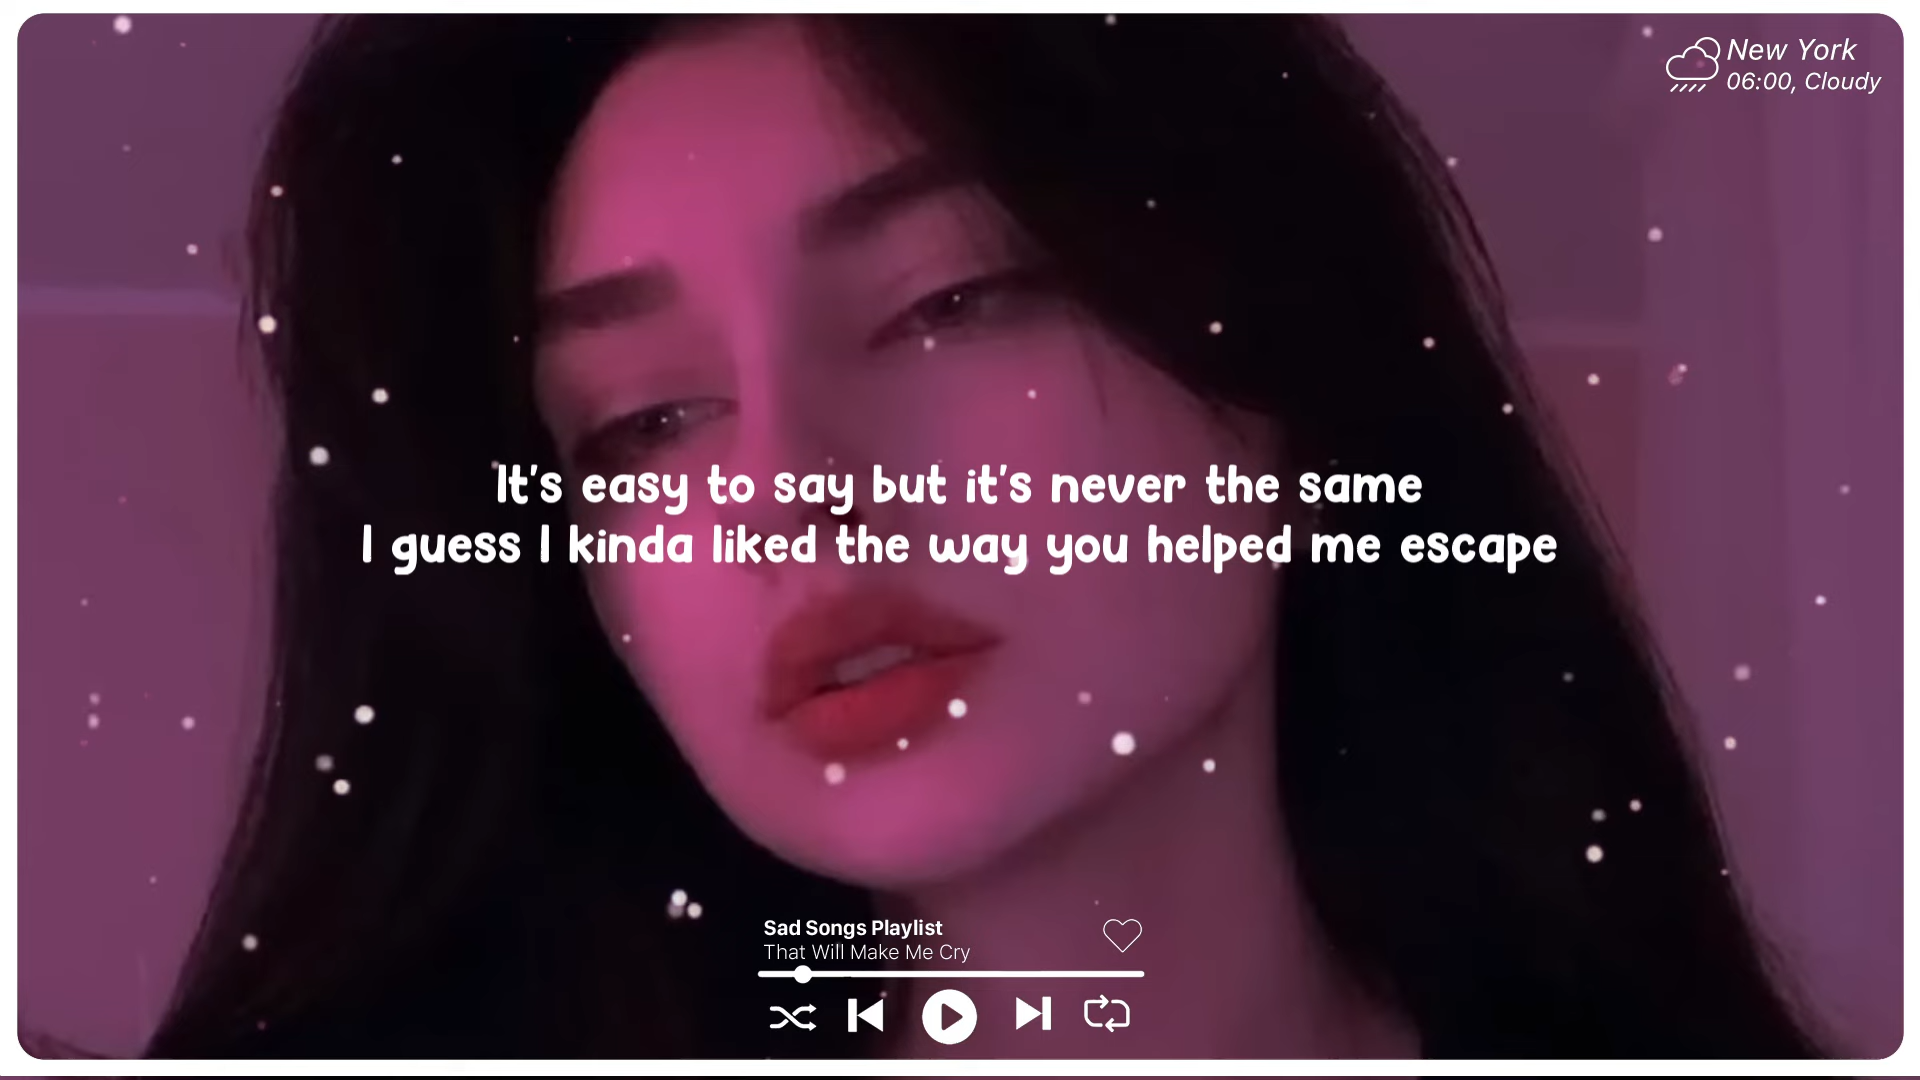 New York
06:00, Cloudy
It's easy to say but it's never the same
I guess I kinda liked the way you helped me escape
Sad Songs Playlist
That Will Make Me Cry